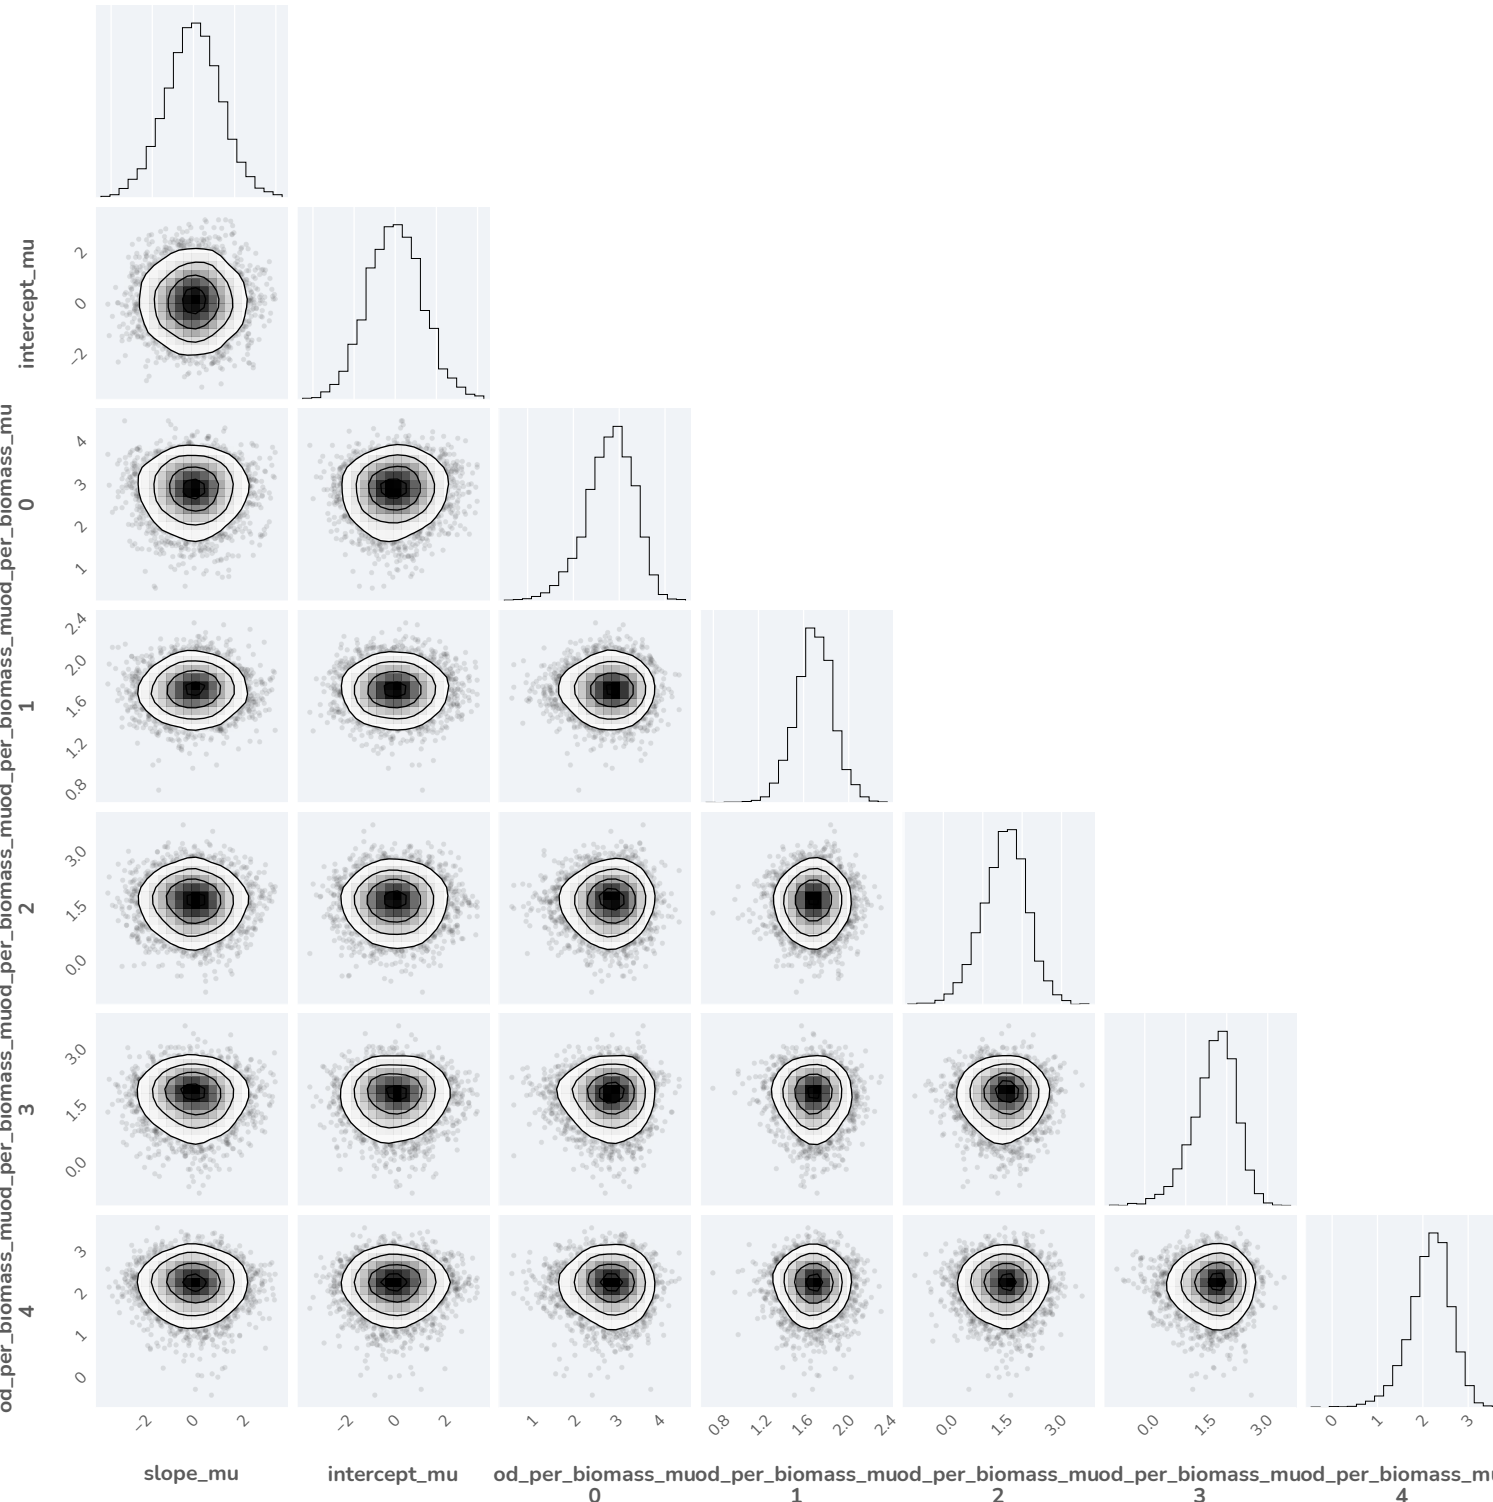 intercept_mu
2
0
−2
od_per_biomass_mu
0
4
3
2
1
od_per_biomass_mu
1
2.4
2.0
1.6
1.2
0.8
od_per_biomass_mu
2
3.0
1.5
0.0
od_per_biomass_mu
3
3.0
1.5
0.0
od_per_biomass_mu
4
3
2
1
0
−2 0 2
−2 0 2
1 2 3 4
0.8 1.2 1.6 2.0 2.4
0.0 1.5 3.0
0.0 1.5 3.0
0 1 2 3
slope_mu
intercept_mu
od_per_biomass_mu
0
od_per_biomass_mu
1
od_per_biomass_mu
2
od_per_biomass_mu
3
od_per_biomass_mu
4